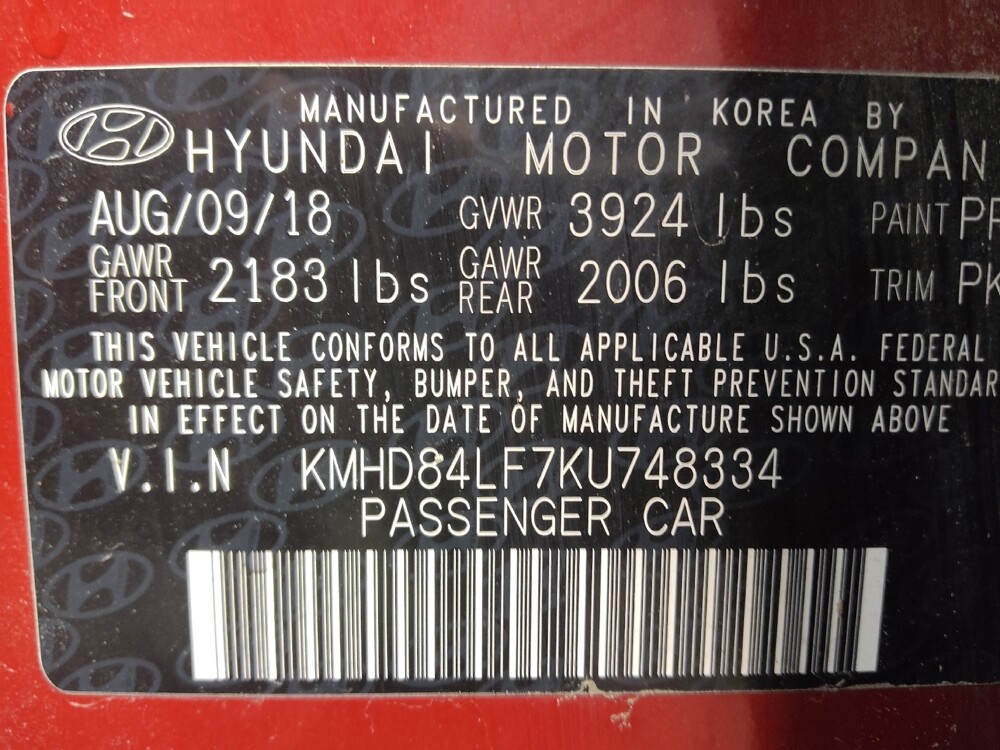 MANUFACTURED IN KOREA BY
HYUNDAI MOTOR COMPAN
AUG/09/18 GVWR 3924 lbs PAINT
GAWR FRONT 2183 lbs GAWR REAR 2006 lbs TRIM PK
THIS VEHICLE CONFORMS TO ALL APPLICABLE U.S.A. FEDERAL
MOTOR VEHICLE SAFETY, BUMPER, AND THEFT PREVENTION STANDAR
IN EFFECT ON THE DATE OF MANUFACTURE SHOWN ABOVE
V.I.N KMHD84LF7KU748334
PASSENGER CAR